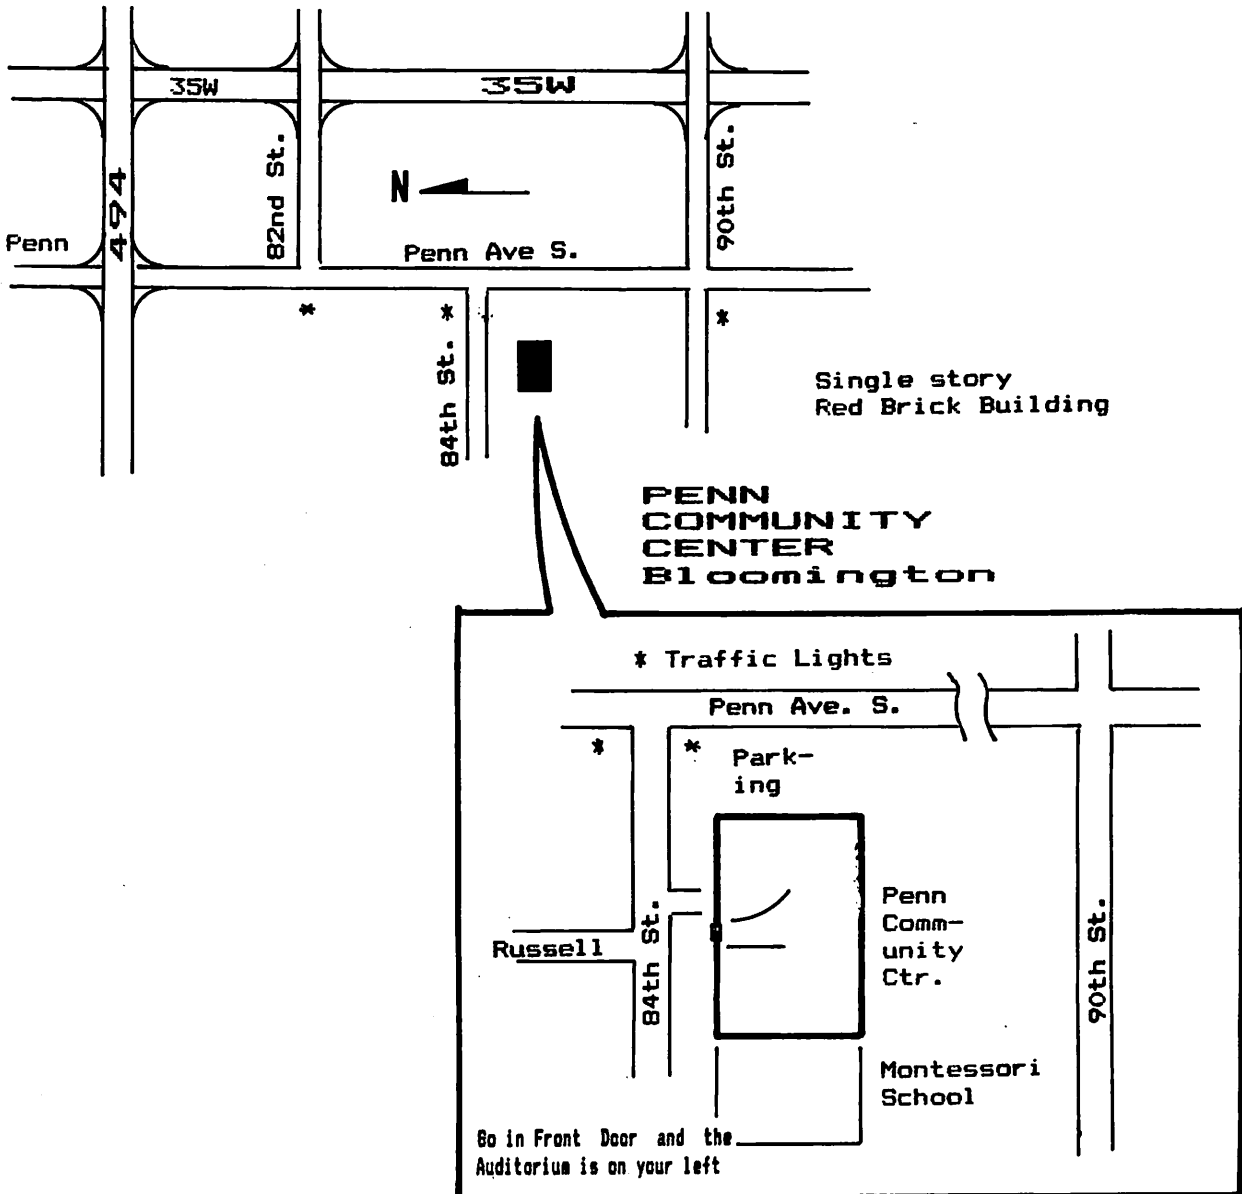 35W
35W
494
82nd St.
90th St.
N
Penn
Penn Ave S.
*
*
*
84th St.
Single story
Red Brick Building
PENN
COMMUNITY
CENTER
Bloomington
* Traffic Lights
Penn Ave. S.
*
*
Park-
ing
Penn
Comm-
unity
Ctr.
Russell
84th St.
90th St.
Montessori
School
Go in Front Door and the
Auditorium is on your left